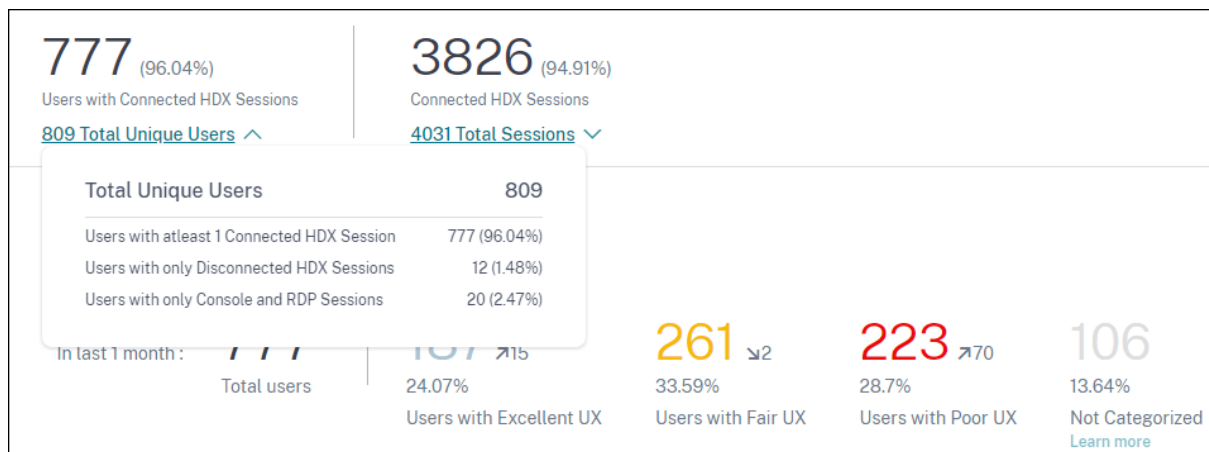 777 (96.04%)
Users with Connected HDX Sessions
809 Total Unique Users
3826 (94.91%)
Connected HDX Sessions
4031 Total Sessions
Total Unique Users 809
Users with atleast 1 Connected HDX Session 777 (96.04%)
Users with only Disconnected HDX Sessions 12 (1.48%)
Users with only Console and RDP Sessions 20 (2.47%)
In last 1 month : 777
Total users
187 ↗15
24.07%
Users with Excellent UX
261 ↘2
33.59%
Users with Fair UX
223 ↗70
28.7%
Users with Poor UX
106
13.64%
Not Categorized
Learn more